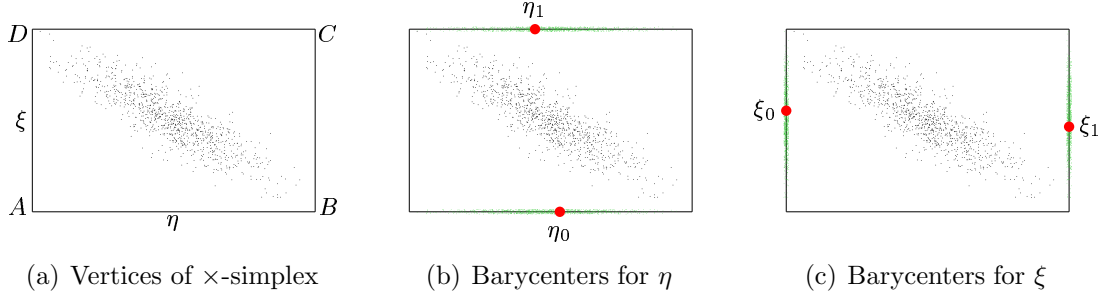 D
C
ξ
A
B
η
η₁
η₀
ξ₀
ξ₁
(a) Vertices of ×-simplex
(b) Barycenters for η
(c) Barycenters for ξ